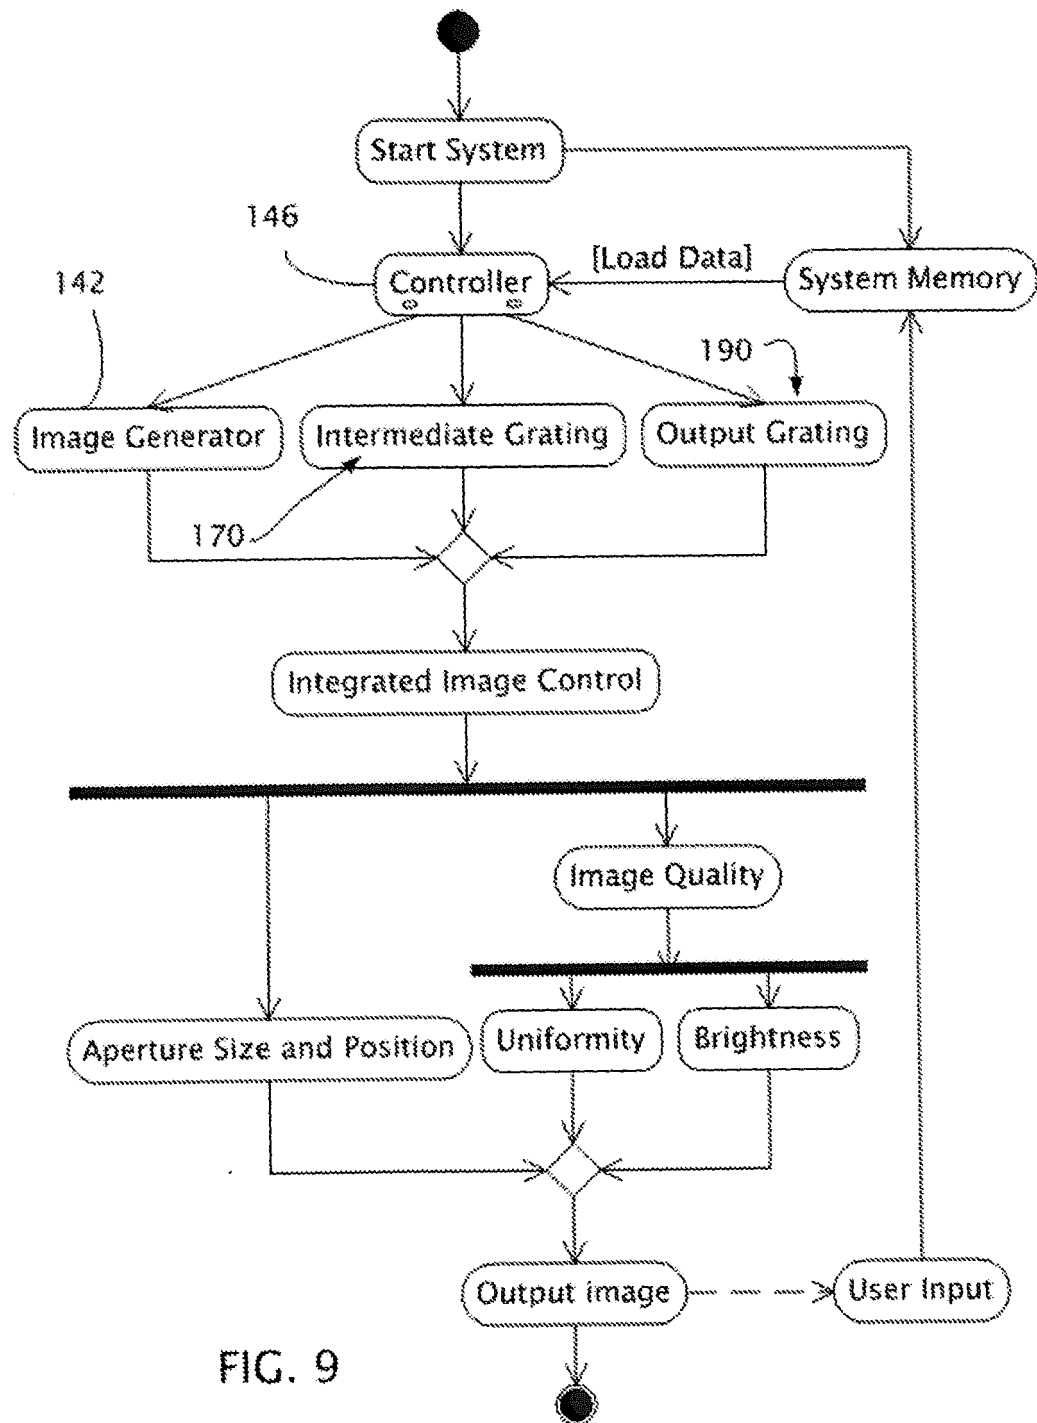 Start System
146
[Load Data]
Controller
System Memory
142
190
Image Generator
Intermediate Grating
Output Grating
170
Integrated Image Control
Image Quality
Aperture Size and Position
Uniformity
Brightness
Output image
User Input
FIG. 9